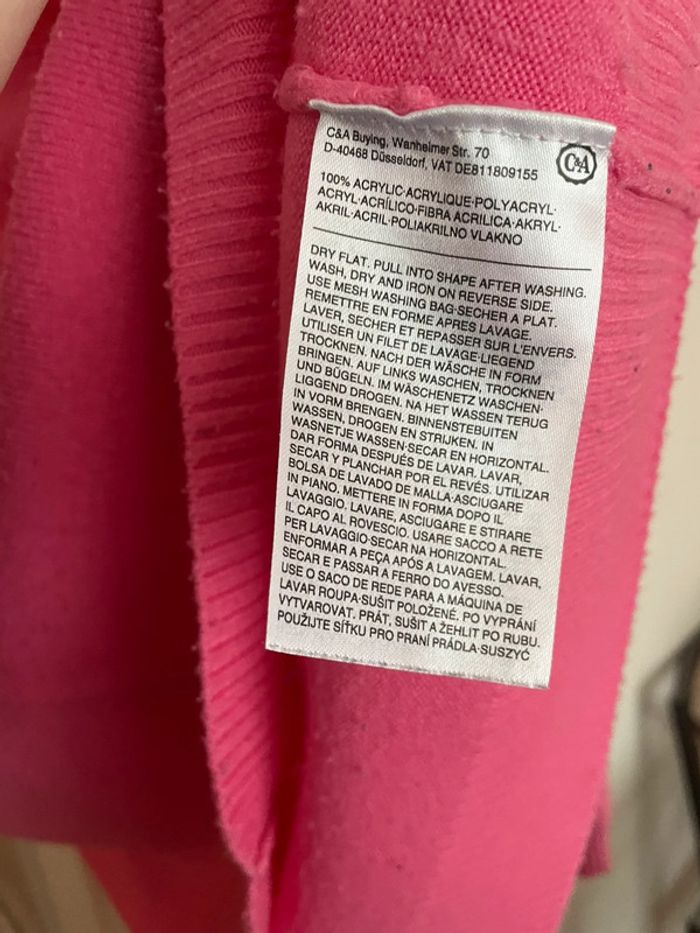 C&A Buying, Wanheimer Str. 70
D-40468 Düsseldorf, VAT DE811809155
C&A
100% ACRYLIC·ACRYLIQUE·POLYACRYL·
ACRYL·ACRÍLICO·FIBRA ACRILICA·AKRYL·
AKRIL·ACRIL·POLIAKRILNO VLAKNO
DRY FLAT. PULL INTO SHAPE AFTER WASHING.
WASH, DRY AND IRON ON REVERSE SIDE.
USE MESH WASHING BAG·SECHER A PLAT.
REMETTRE EN FORME APRES LAVAGE.
LAVER, SECHER ET REPASSER SUR L'ENVERS.
UTILISER UN FILET DE LAVAGE·LIEGEND
TROCKNEN. NACH DER WÄSCHE IN FORM
BRINGEN. AUF LINKS WASCHEN, TROCKNEN
UND BÜGELN. IM WÄSCHENETZ WASCHEN·
LIGGEND DROGEN. NA HET WASSEN TERUG
IN VORM BRENGEN. BINNENSTEBUITEN
WASSEN, DROGEN EN STRIJKEN. IN
WASNETJE WASSEN·SECAR EN HORIZONTAL.
DAR FORMA DESPUÉS DE LAVAR. LAVAR,
SECAR Y PLANCHAR POR EL REVÉS. UTILIZAR
BOLSA DE LAVADO DE MALLA·ASCIUGARE
IN PIANO. METTERE IN FORMA DOPO IL
LAVAGGIO. LAVARE, ASCIUGARE E STIRARE
IL CAPO AL ROVESCIO. USARE SACCO A RETE
PER LAVAGGIO·SECAR NA HORIZONTAL.
ENFORMAR A PEÇA APÓS A LAVAGEM. LAVAR,
SECAR E PASSAR A FERRO DO AVESSO.
USE O SACO DE REDE PARA A MÁQUINA DE
LAVAR ROUPA·SUŠIT POLOŽENÉ. PO VYPRÁNÍ
VYTVAROVAT. PRÁT, SUŠIT A ŽEHLIT PO RUBU.
POUŽIJTE SÍŤKU PRO PRANÍ PRÁDLA·SUSZYĆ